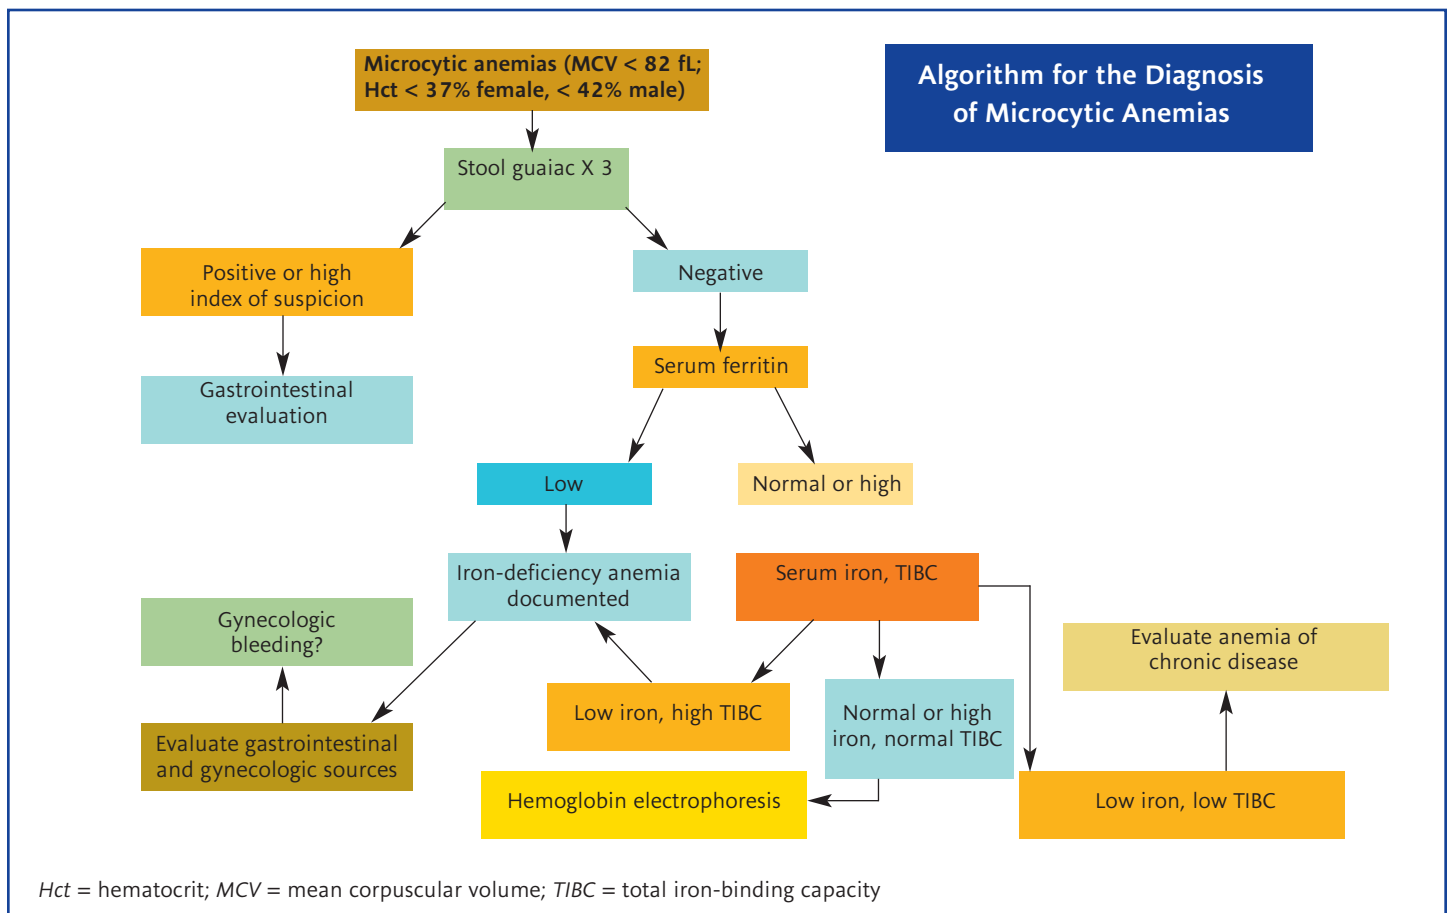 Microcytic anemias (MCV < 82 fL;
Hct < 37% female, < 42% male)
Algorithm for the Diagnosis
of Microcytic Anemias
Stool guaiac X 3
Positive or high
index of suspicion
Negative
Gastrointestinal
evaluation
Serum ferritin
Low
Normal or high
Iron-deficiency anemia
documented
Serum iron, TIBC
Gynecologic
bleeding?
Evaluate anemia of
chronic disease
Low iron, high TIBC
Normal or high
iron, normal TIBC
Evaluate gastrointestinal
and gynecologic sources
Hemoglobin electrophoresis
Low iron, low TIBC
Hct = hematocrit; MCV = mean corpuscular volume; TIBC = total iron-binding capacity